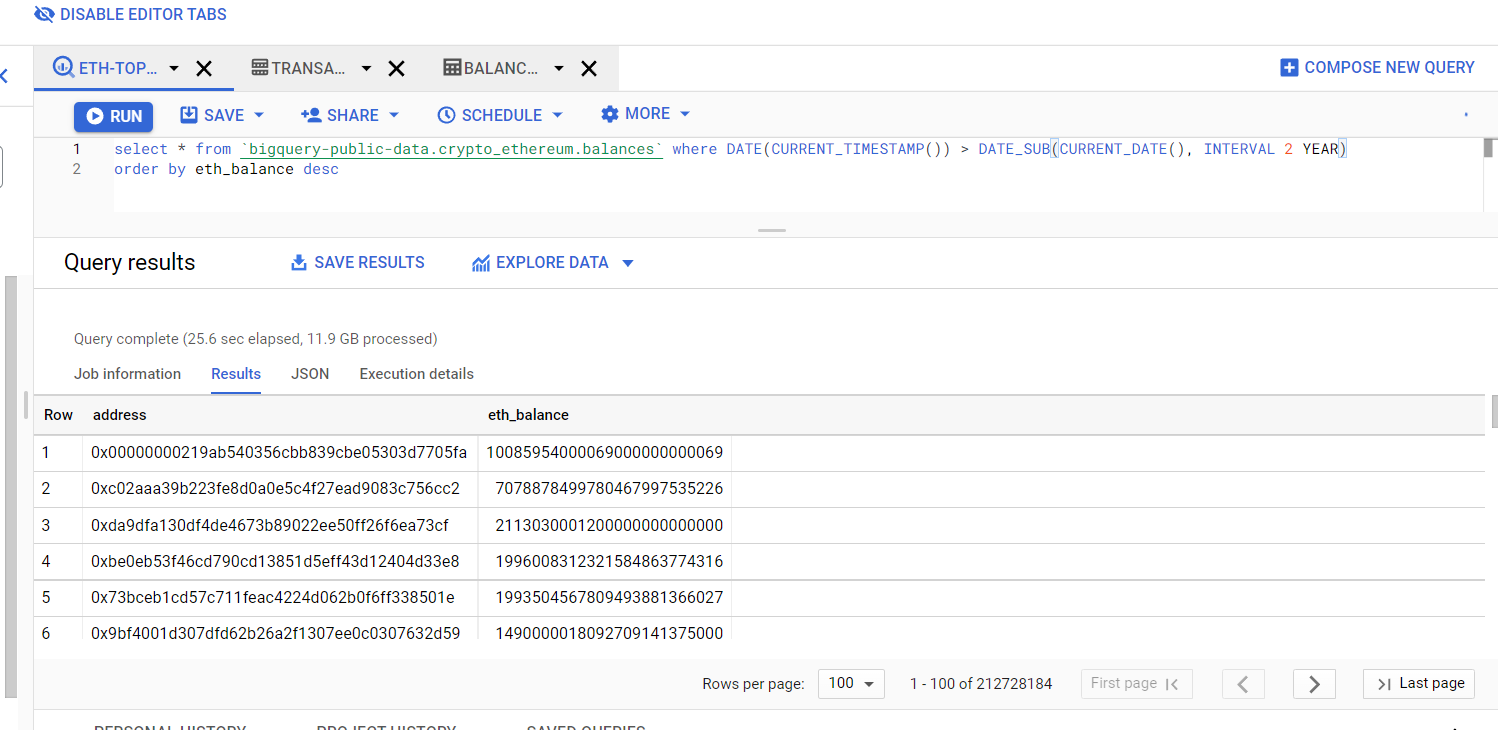 DISABLE EDITOR TABS
ETH-TOP... TRANSA... BALANC... COMPOSE NEW QUERY
RUN SAVE SHARE SCHEDULE MORE
1 select * from `bigquery-public-data.crypto_ethereum.balances` where DATE(CURRENT_TIMESTAMP()) > DATE_SUB(CURRENT_DATE(), INTERVAL 2 YEAR)
2 order by eth_balance desc
Query results SAVE RESULTS EXPLORE DATA
Query complete (25.6 sec elapsed, 11.9 GB processed)
Job information Results JSON Execution details
Row address eth_balance
1 0x00000000219ab540356cbb839cbe05303d7705fa 10085954000069000000000069
2 0xc02aaa39b223fe8d0a0e5c4f27ead9083c756cc2 7078878499780467997535226
3 0xda9dfa130df4de4673b89022ee50ff26f6ea73cf 2113030001200000000000000
4 0xbe0eb53f46cd790cd13851d5eff43d12404d33e8 1996008312321584863774316
5 0x73bceb1cd57c711feac4224d062b0f6ff338501e 1993504567809493881366027
6 0x9bf4001d307dfd62b26a2f1307ee0c0307632d59 1490000018092709141375000
Rows per page: 100 1 - 100 of 212728184 First page Last page
PERSONAL HISTORY PROJECT HISTORY SAVED QUERIES